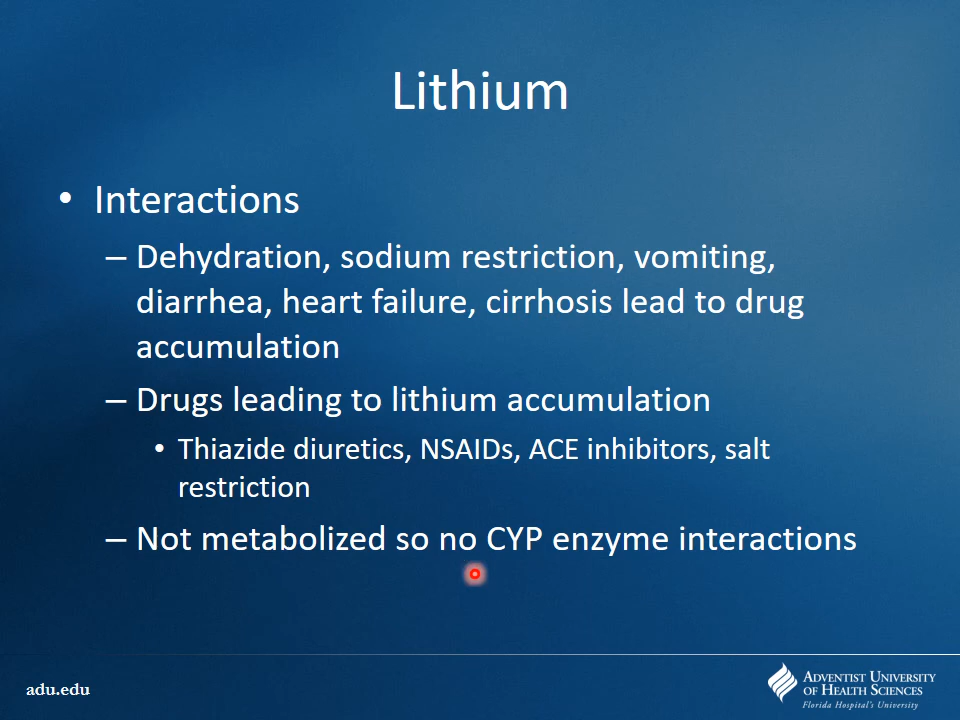 Lithium
• Interactions
– Dehydration, sodium restriction, vomiting,
diarrhea, heart failure, cirrhosis lead to drug
accumulation
– Drugs leading to lithium accumulation
• Thiazide diuretics, NSAIDs, ACE inhibitors, salt
restriction
– Not metabolized so no CYP enzyme interactions
adu.edu
ADVENTIST UNIVERSITY
OF HEALTH SCIENCES
Florida Hospital's University